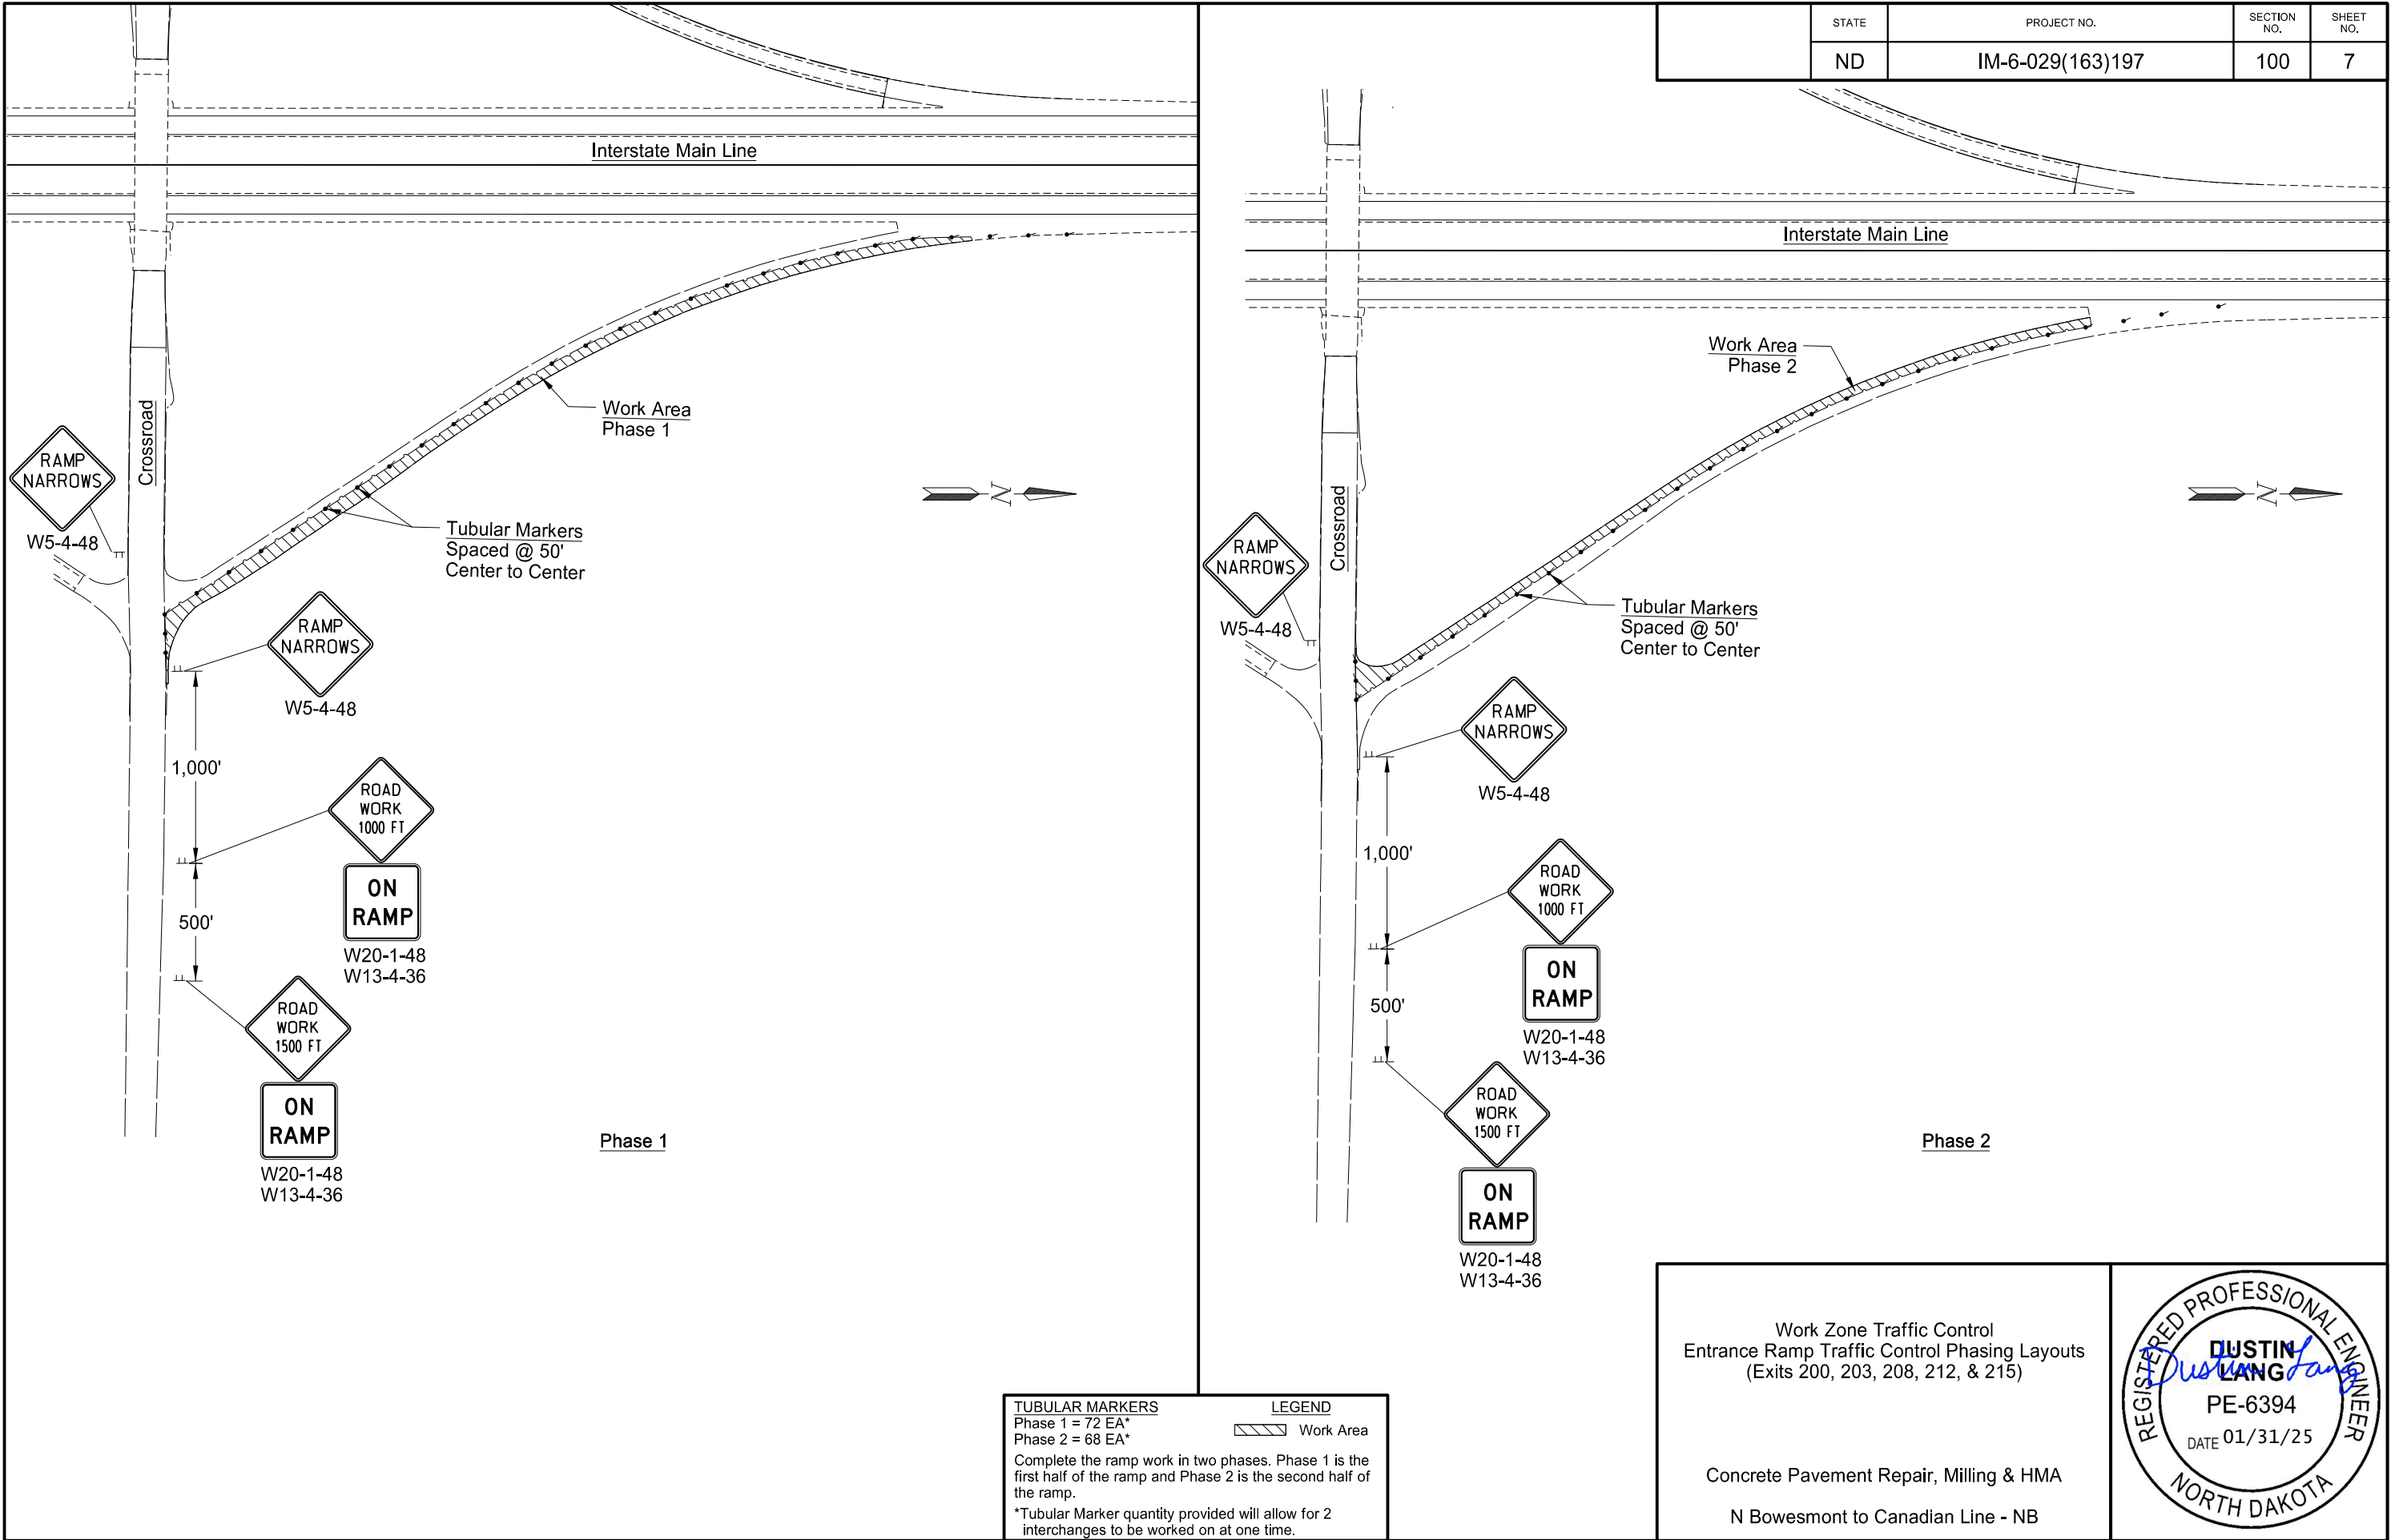 STATE
PROJECT NO.
SECTION
NO.
SHEET
NO.
ND
IM-6-029(163)197
100
7
Interstate Main Line
Crossroad
Work Area
Phase 1
RAMP
NARROWS
W5-4-48
Tubular Markers
Spaced @ 50'
Center to Center
N
RAMP
NARROWS
W5-4-48
1,000'
ROAD
WORK
1000 FT
ON
RAMP
W20-1-48
W13-4-36
500'
ROAD
WORK
1500 FT
ON
RAMP
W20-1-48
W13-4-36
Phase 1
Interstate Main Line
Work Area
Phase 2
Crossroad
N
RAMP
NARROWS
W5-4-48
Tubular Markers
Spaced @ 50'
Center to Center
RAMP
NARROWS
W5-4-48
1,000'
ROAD
WORK
1000 FT
ON
RAMP
W20-1-48
W13-4-36
500'
ROAD
WORK
1500 FT
ON
RAMP
W20-1-48
W13-4-36
Phase 2
TUBULAR MARKERS
Phase 1 = 72 EA*
Phase 2 = 68 EA*
LEGEND
Work Area
Complete the ramp work in two phases. Phase 1 is the
first half of the ramp and Phase 2 is the second half of
the ramp.
*Tubular Marker quantity provided will allow for 2
interchanges to be worked on at one time.
Work Zone Traffic Control
Entrance Ramp Traffic Control Phasing Layouts
(Exits 200, 203, 208, 212, & 215)
Concrete Pavement Repair, Milling & HMA
N Bowesmont to Canadian Line - NB
REGISTERED PROFESSIONAL ENGINEER
DUSTIN
LANG
Dustin Lang
PE-6394
DATE 01/31/25
NORTH DAKOTA